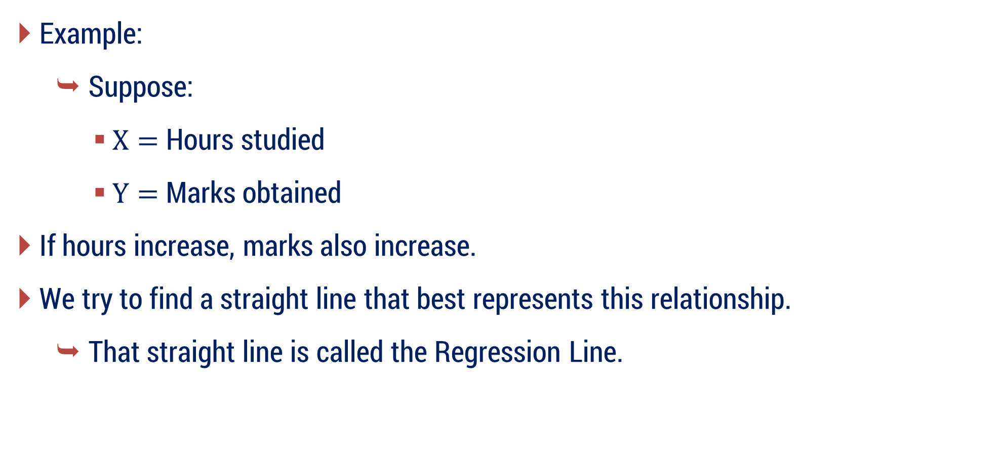 Example:
Suppose:
X = Hours studied
Y = Marks obtained
If hours increase, marks also increase.
We try to find a straight line that best represents this relationship.
That straight line is called the Regression Line.